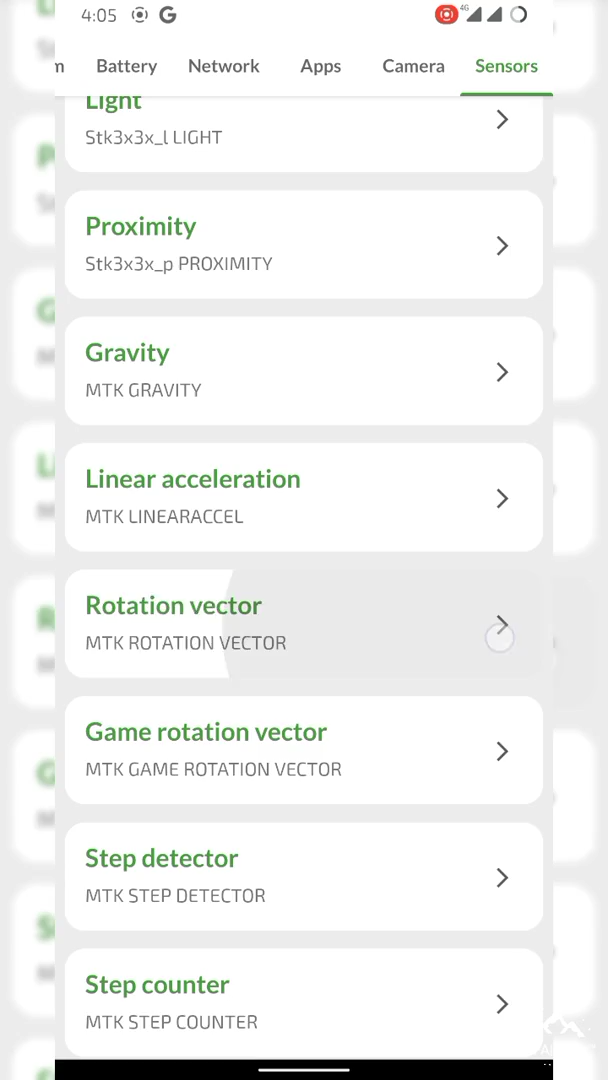 4:05
4G
m Battery Network Apps Camera Sensors
Light
Stk3x3x_l LIGHT
Proximity
Stk3x3x_p PROXIMITY
Gravity
MTK GRAVITY
Linear acceleration
MTK LINEARACCEL
Rotation vector
MTK ROTATION VECTOR
Game rotation vector
MTK GAME ROTATION VECTOR
Step detector
MTK STEP DETECTOR
Step counter
MTK STEP COUNTER